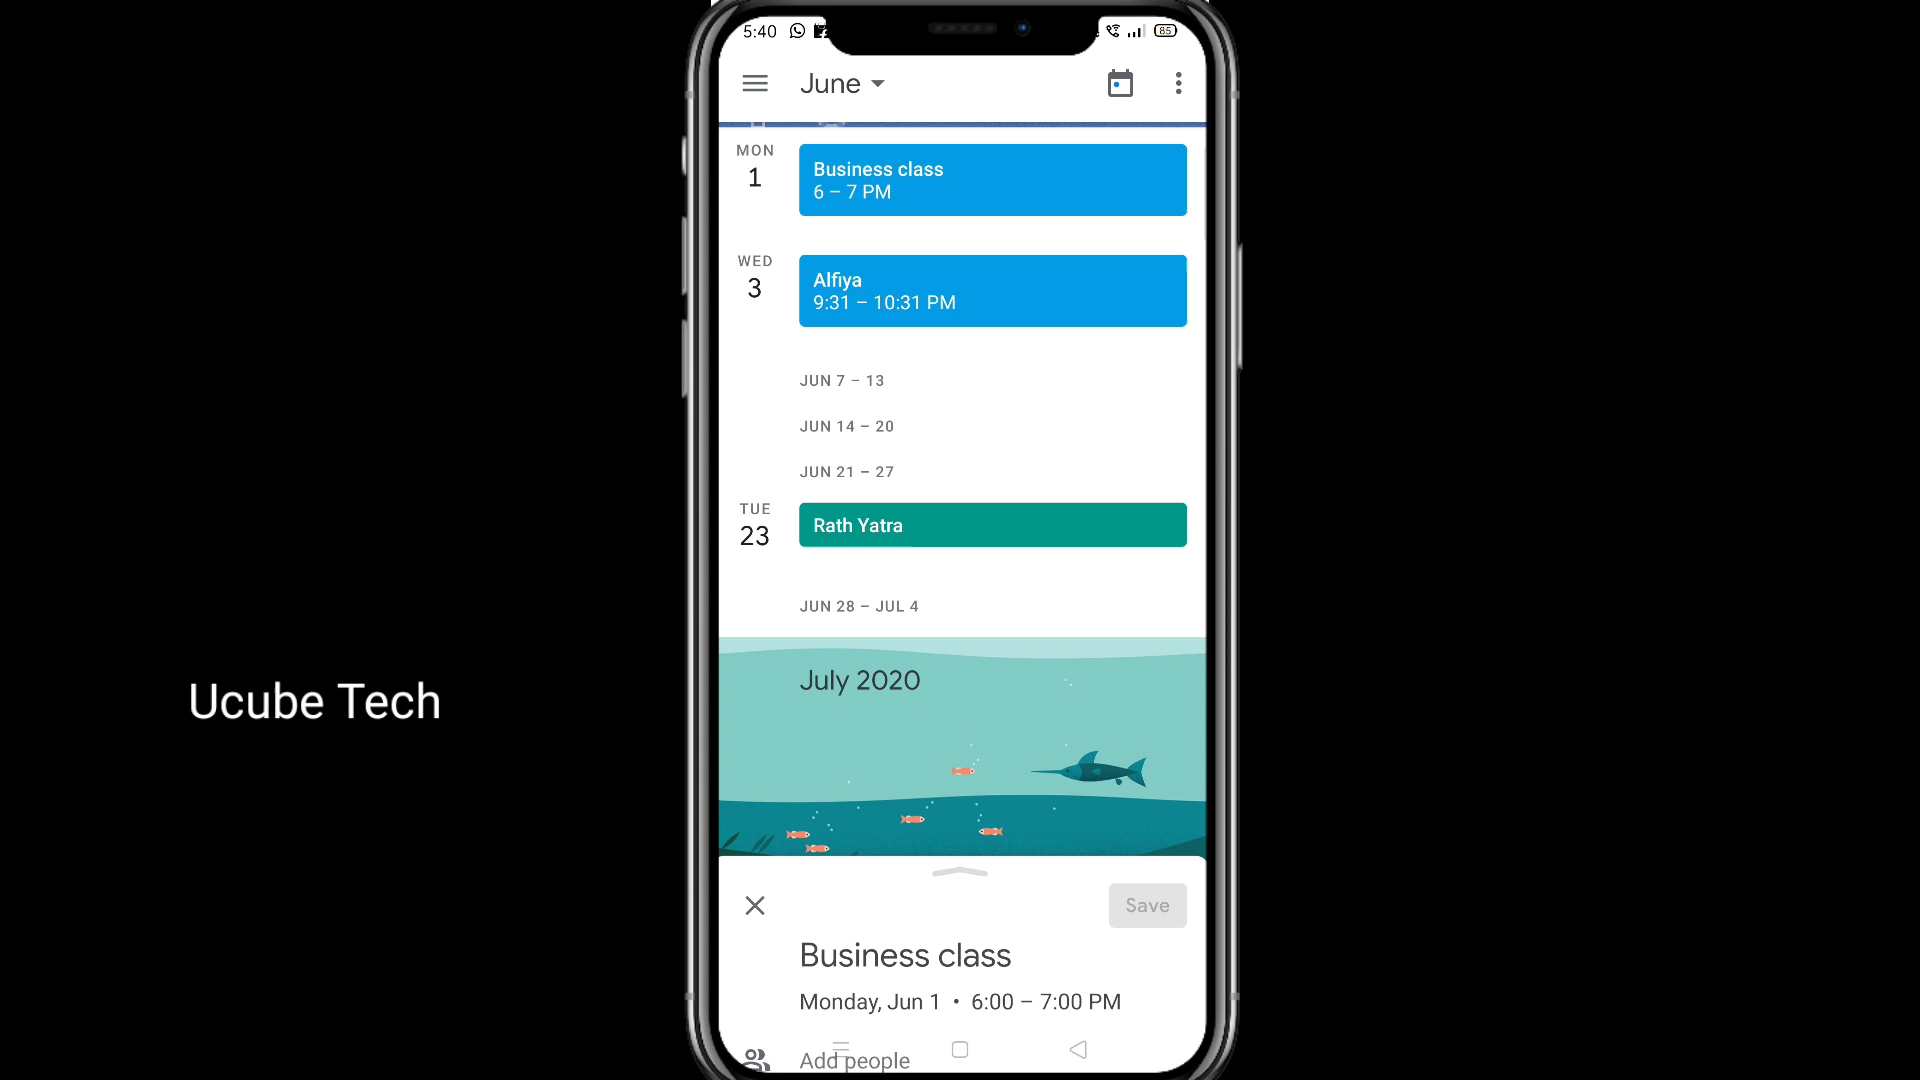 5:40
85
June
MON
1
Business class
6 – 7 PM
WED
3
Alfiya
9:31 – 10:31 PM
JUN 7 – 13
JUN 14 – 20
JUN 21 – 27
TUE
23
Rath Yatra
JUN 28 – JUL 4
July 2020
Ucube Tech
Save
Business class
Monday, Jun 1 • 6:00 – 7:00 PM
Add people